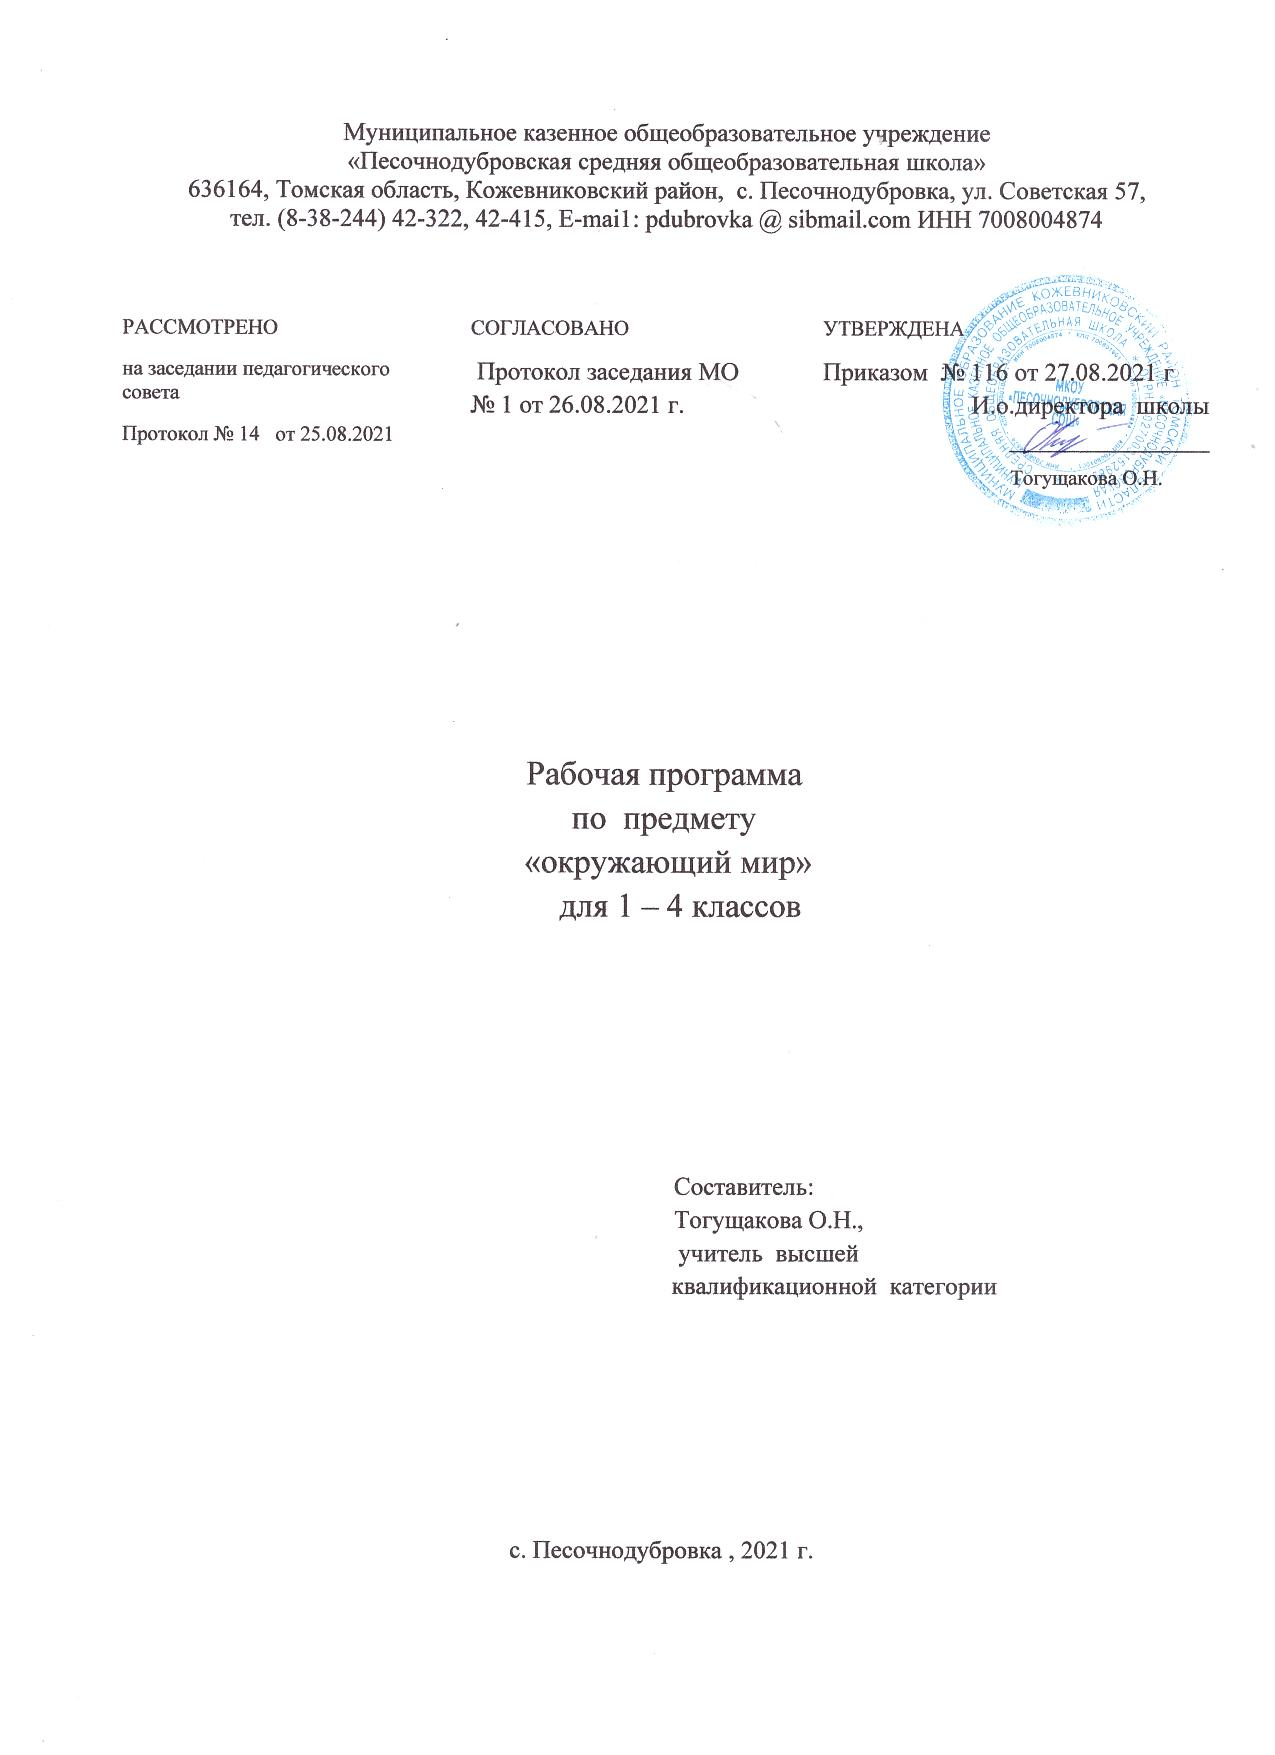 Муниципальное казенное общеобразовательное учреждение
«Песочнодубровская средняя общеобразовательная школа»
636164, Томская область, Кожевниковский район,  с. Песочнодубровка, ул. Советская 57,
тел. (8-38-244) 42-322, 42-415, E-mai1: pdubrovka @ sibmail.com ИНН 7008004874
РАССМОТРЕНО
на заседании педагогического
совета
Протокол № 14   от 25.08.2021
СОГЛАСОВАНО
Протокол заседания МО
№ 1 от 26.08.2021 г.
УТВЕРЖДЕНА
Приказом  № 116 от 27.08.2021 г
И.о.директора  школы
Тогущакова О.Н.
МКОУ
«ПЕСОЧНОДУБРОВСКАЯ
СОШ»
Рабочая программа
по  предмету
«окружающий мир»
для 1 – 4 классов
Составитель:
Тогущакова О.Н.,
учитель  высшей
квалификационной  категории
с. Песочнодубровка , 2021 г.